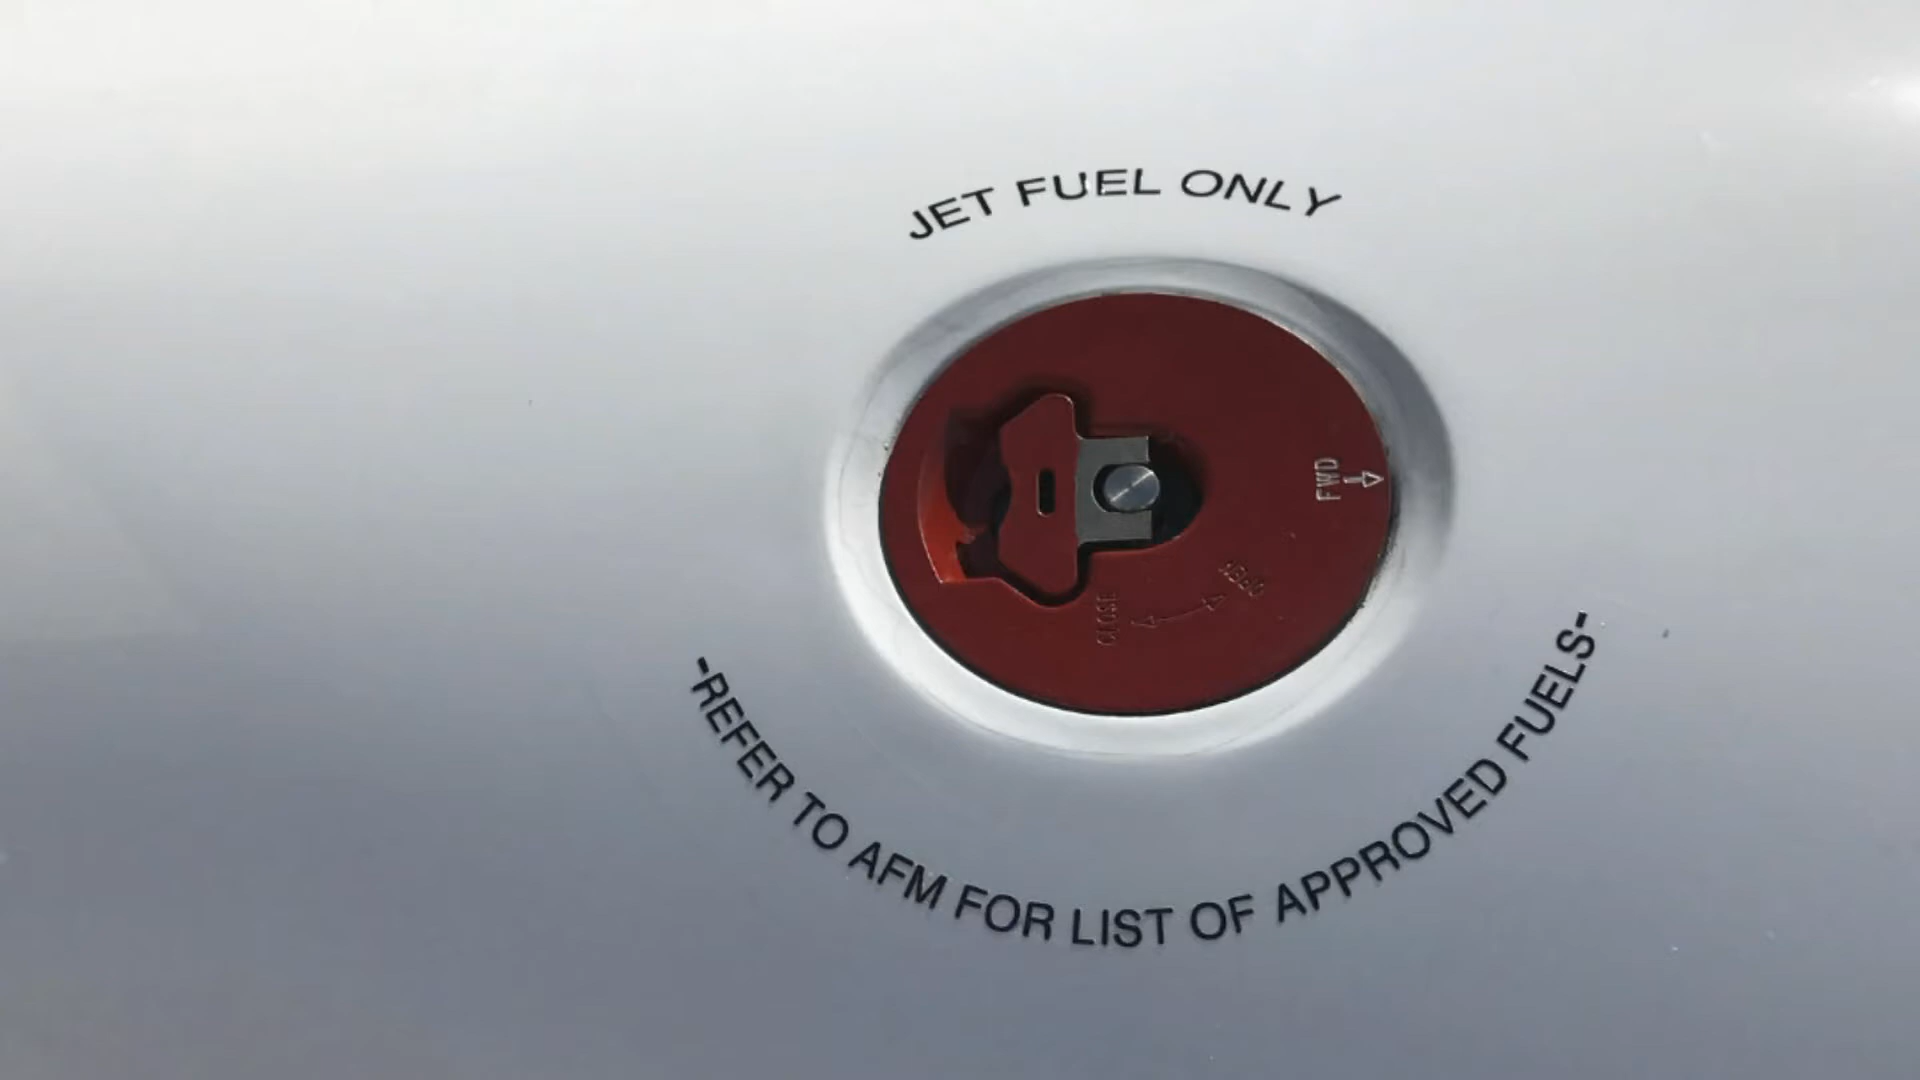 JET FUEL ONLY
FWD
OPEN
CLOSE
-REFER TO AFM FOR LIST OF APPROVED FUELS-